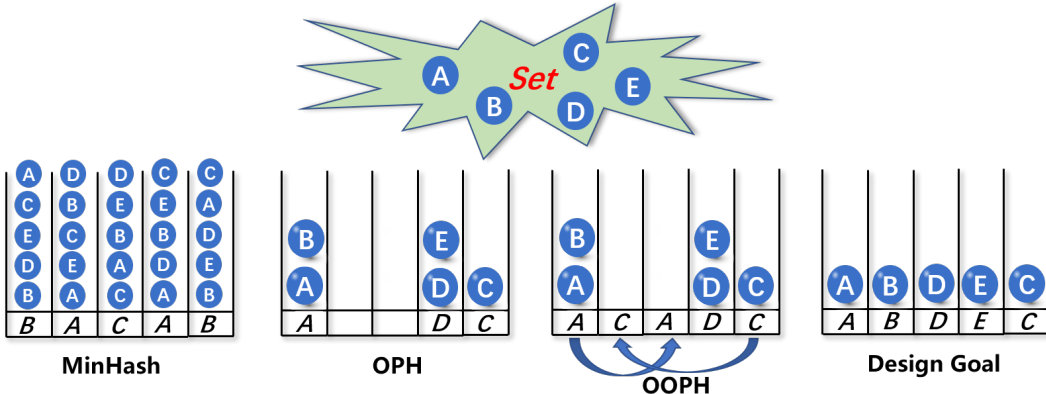 A B Set C D E
A D D C C
C B E E A
E C B B D
D E A D E
B A C A B
B A C A B
MinHash
B E
A D C
A D C
OPH
B E
A D C
A C A D C
OOPH
A B D E C
A B D E C
Design Goal